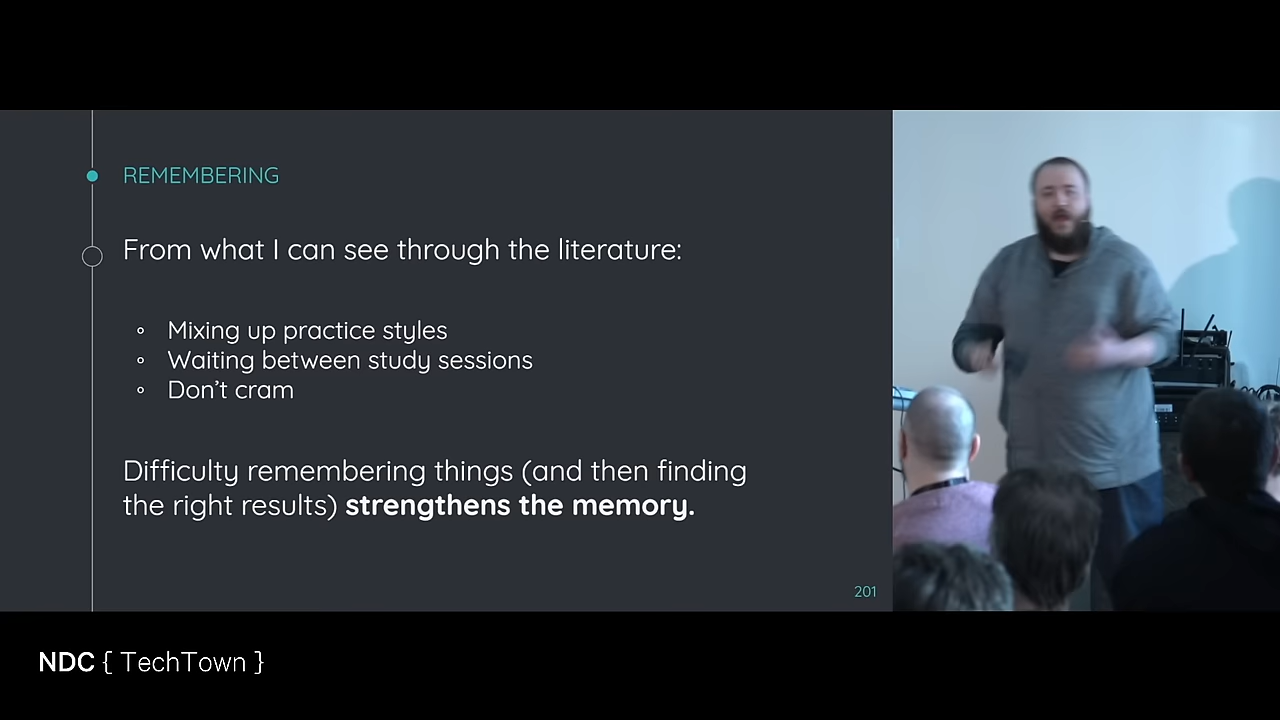 REMEMBERING
From what I can see through the literature:
Mixing up practice styles
Waiting between study sessions
Don’t cram
Difficulty remembering things (and then finding
the right results) strengthens the memory.
201
NDC { TechTown }